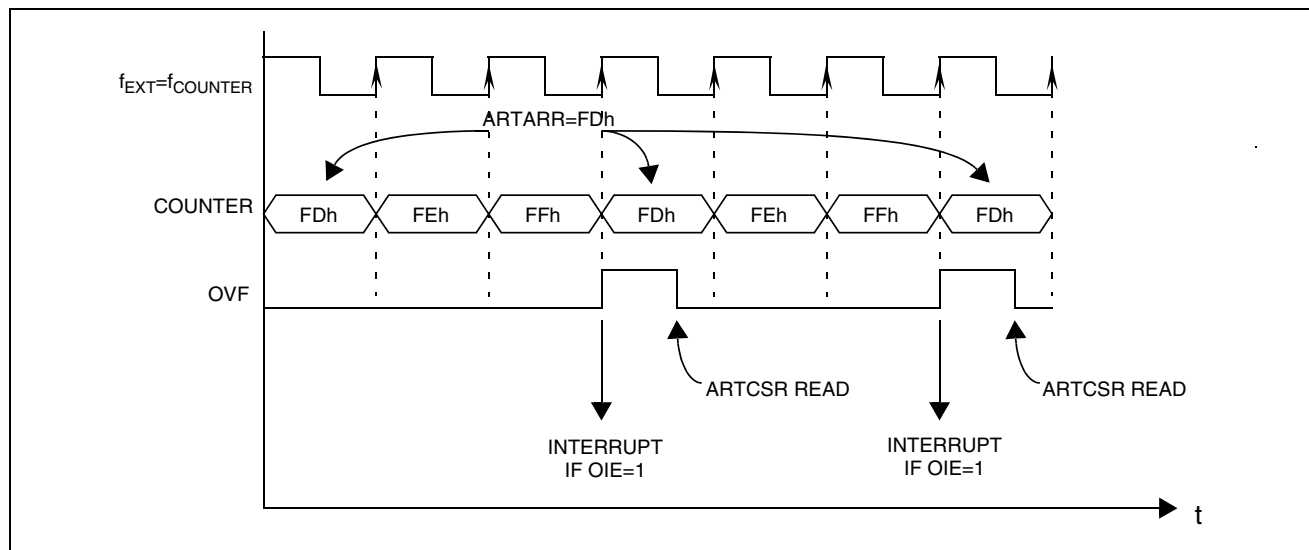 fEXT=fCOUNTER
ARTARR=FDh
COUNTER
FDh FEh FFh FDh FEh FFh FDh
OVF
ARTCSR READ ARTCSR READ
INTERRUPT
IF OIE=1
INTERRUPT
IF OIE=1
t